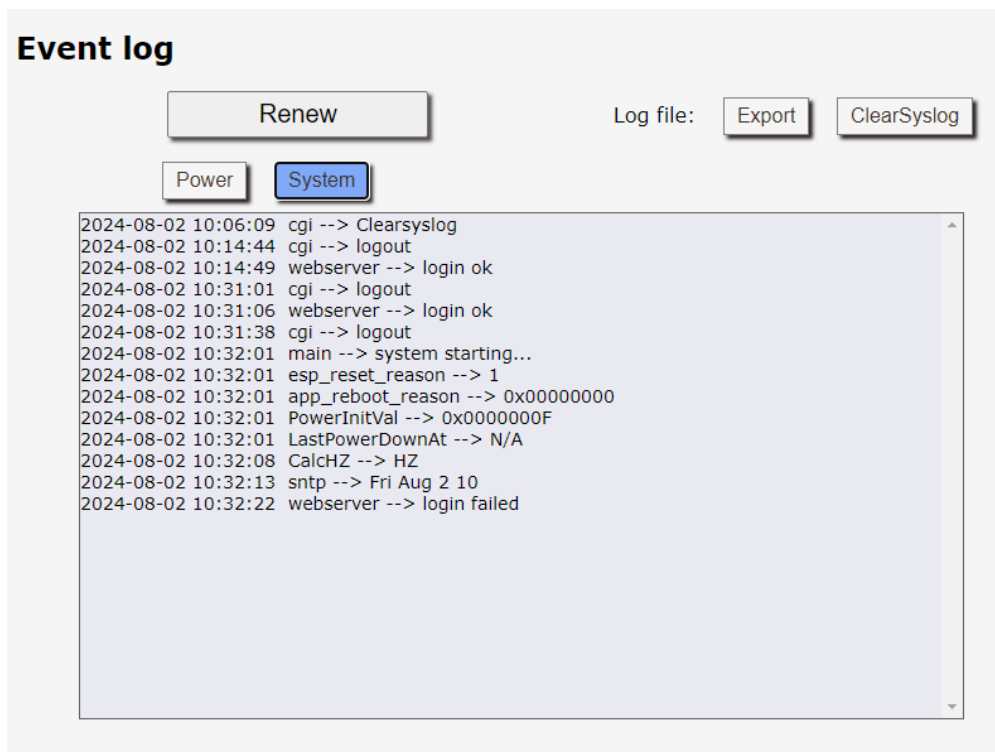 Event log
Renew
Log file:
Export
ClearSyslog
Power
System
2024-08-02 10:06:09 cgi --> Clearsyslog
2024-08-02 10:14:44 cgi --> logout
2024-08-02 10:14:49 webserver --> login ok
2024-08-02 10:31:01 cgi --> logout
2024-08-02 10:31:06 webserver --> login ok
2024-08-02 10:31:38 cgi --> logout
2024-08-02 10:32:01 main --> system starting...
2024-08-02 10:32:01 esp_reset_reason --> 1
2024-08-02 10:32:01 app_reboot_reason --> 0x00000000
2024-08-02 10:32:01 PowerInitVal --> 0x0000000F
2024-08-02 10:32:01 LastPowerDownAt --> N/A
2024-08-02 10:32:08 CalcHZ --> HZ
2024-08-02 10:32:13 sntp --> Fri Aug 2 10
2024-08-02 10:32:22 webserver --> login failed